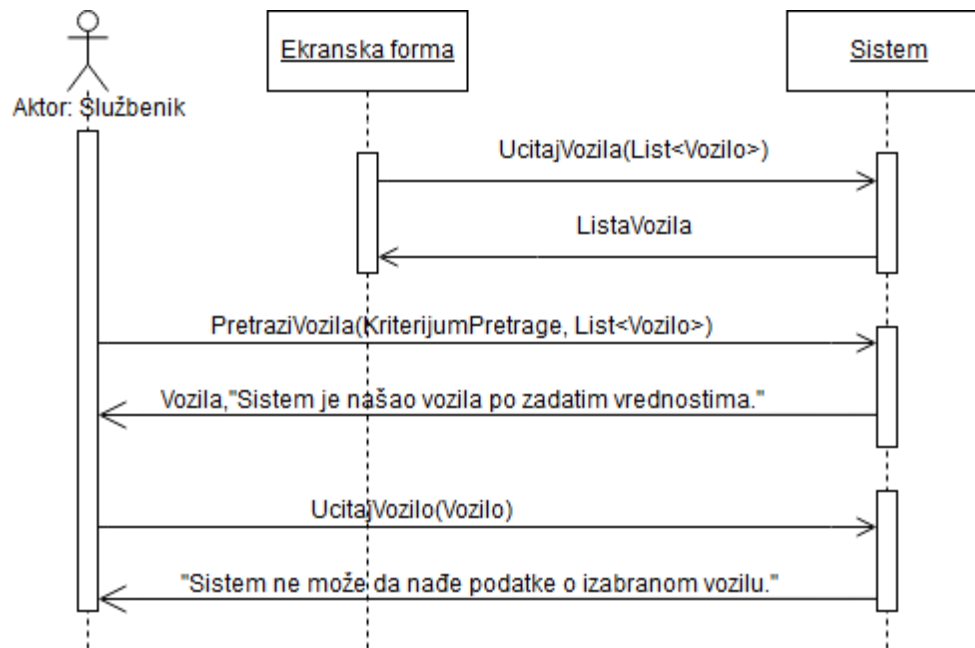 Ekranska forma
Sistem
Aktor: Službenik
UcitajVozila(List<Vozilo>)
ListaVozila
PretraziVozila(KriterijumPretrage, List<Vozilo>)
Vozila,"Sistem je našao vozila po zadatim vrednostima."
UcitajVozilo(Vozilo)
"Sistem ne može da nađe podatke o izabranom vozilu."